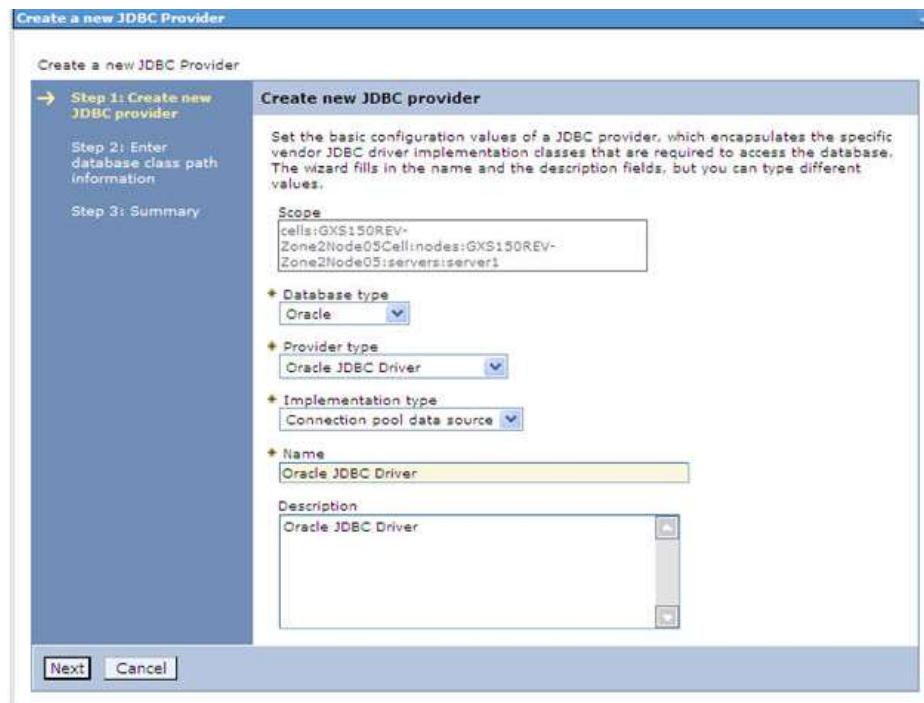 Create a new JDBC Provider
Create a new JDBC Provider
Step 1: Create new
JDBC provider
Step 2: Enter
database class path
information
Step 3: Summary
Create new JDBC provider
Set the basic configuration values of a JDBC provider, which encapsulates the specific
vendor JDBC driver implementation classes that are required to access the database.
The wizard fills in the name and the description fields, but you can type different
values.
Scope
cells:GXS150REV-
Zone2Node05Cell:nodes:GXS150REV-
Zone2Node05:servers:server1
Database type
Oracle
Provider type
Oracle JDBC Driver
Implementation type
Connection pool data source
Name
Oracle JDBC Driver
Description
Oracle JDBC Driver
Next
Cancel